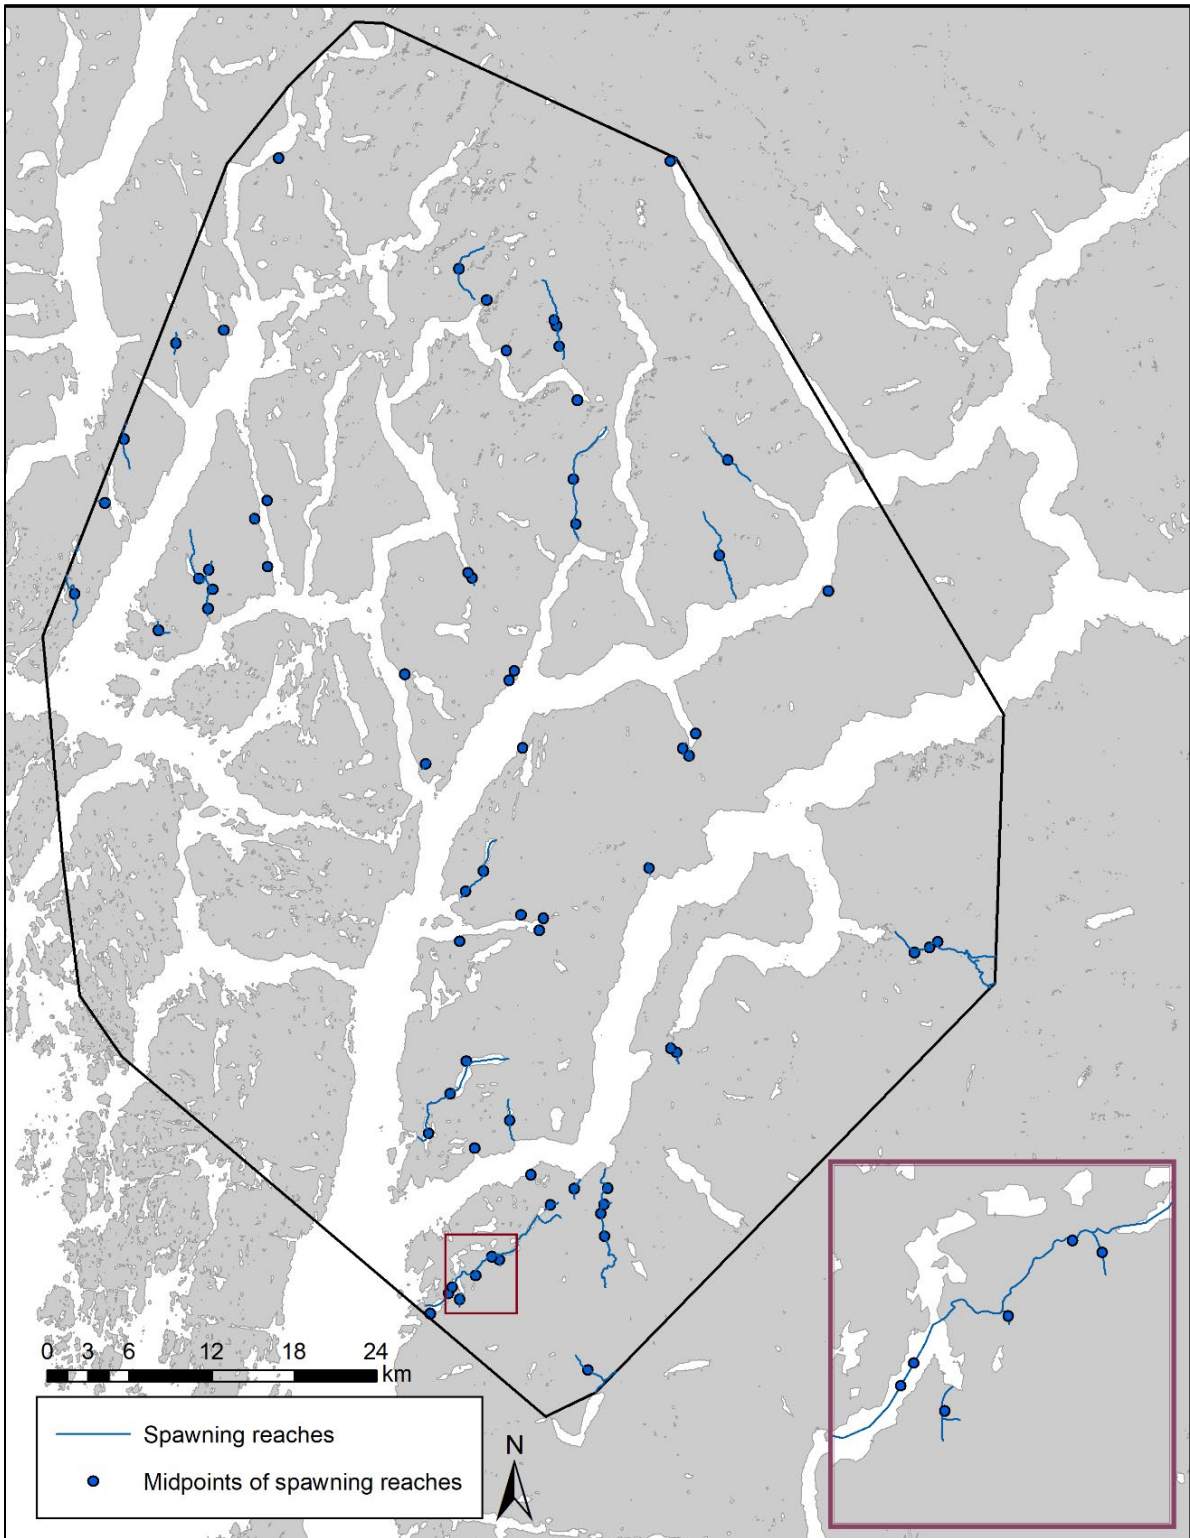 0 3 6 12 18 24
km
Spawning reaches
N
Midpoints of spawning reaches